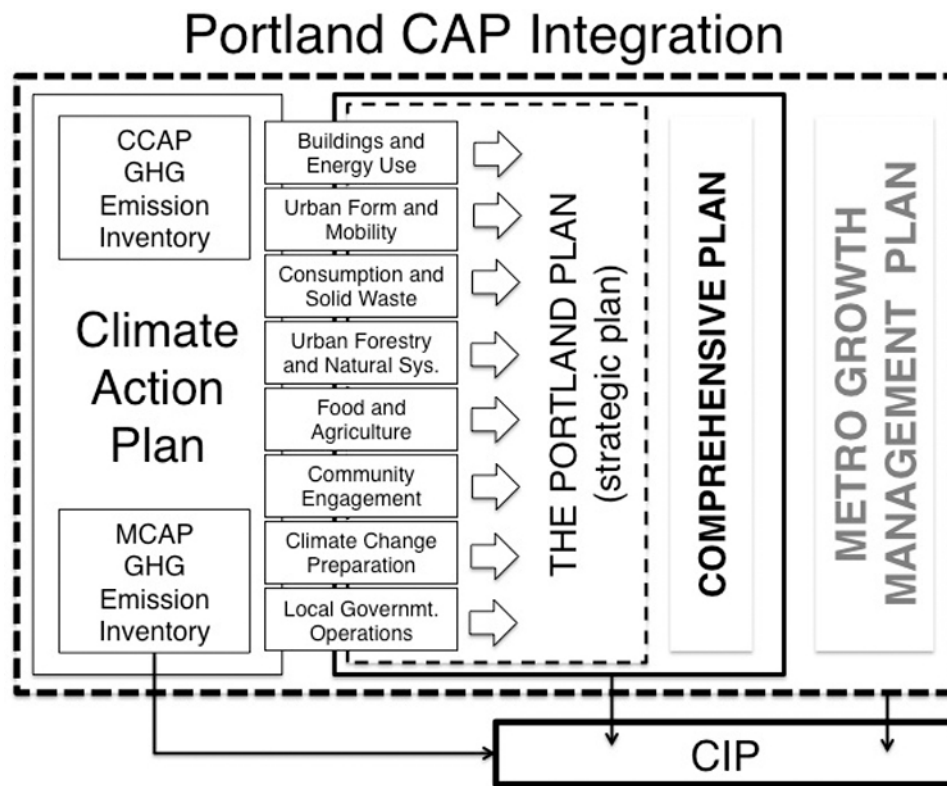 Portland CAP Integration
CCAP
GHG
Emission
Inventory
Climate
Action
Plan
MCAP
GHG
Emission
Inventory
Buildings and
Energy Use
Urban Form and
Mobility
Consumption and
Solid Waste
Urban Forestry
and Natural Sys.
Food and
Agriculture
Community
Engagement
Climate Change
Preparation
Local Governmt.
Operations
THE PORTLAND PLAN
(strategic plan)
COMPREHENSIVE PLAN
METRO GROWTH
MANAGEMENT PLAN
CIP